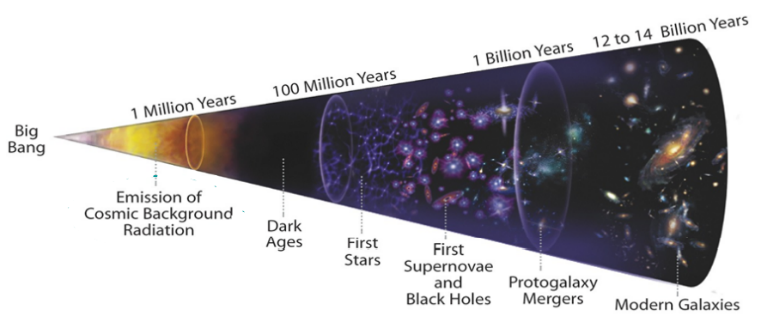 1 Million Years
100 Million Years
1 Billion Years
12 to 14 Billion Years
Big
Bang
Emission of
Cosmic Background
Radiation
Dark
Ages
First
Stars
First
Supernovae
and
Black Holes
Protogalaxy
Mergers
Modern Galaxies